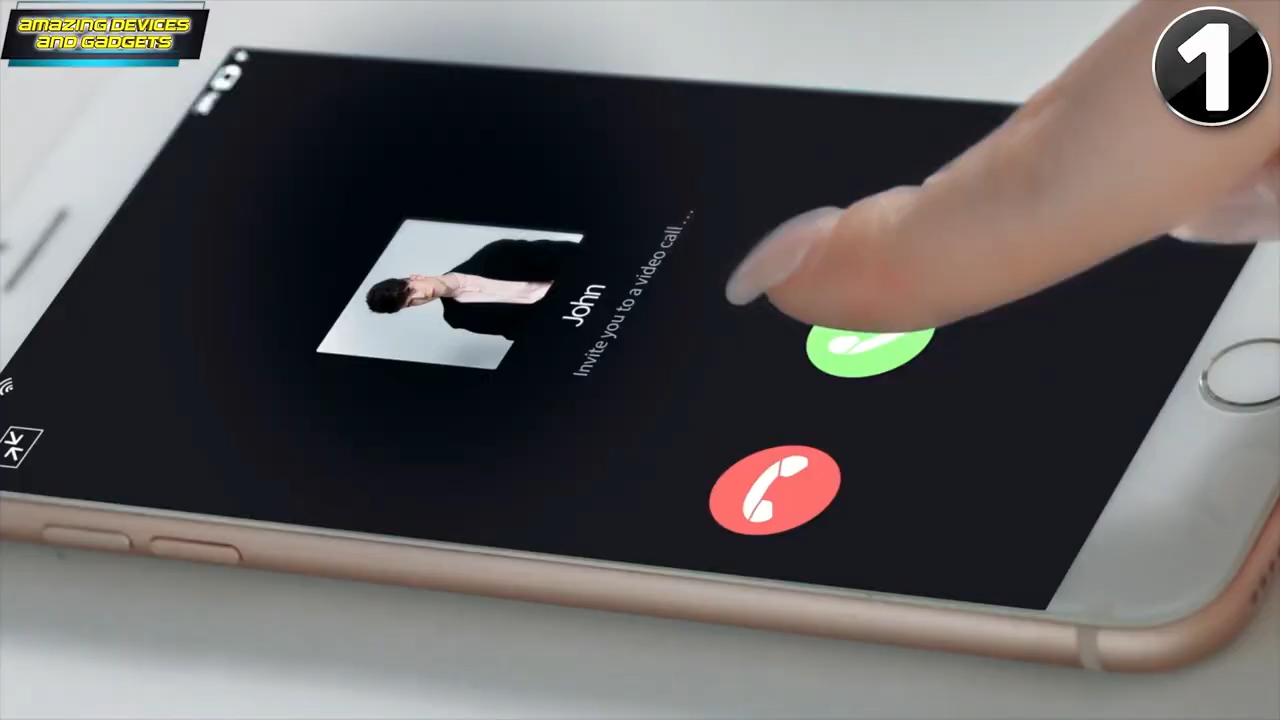 AMAZING DEVICES
AND GADGETS
1
John
Invite you to a video call ...